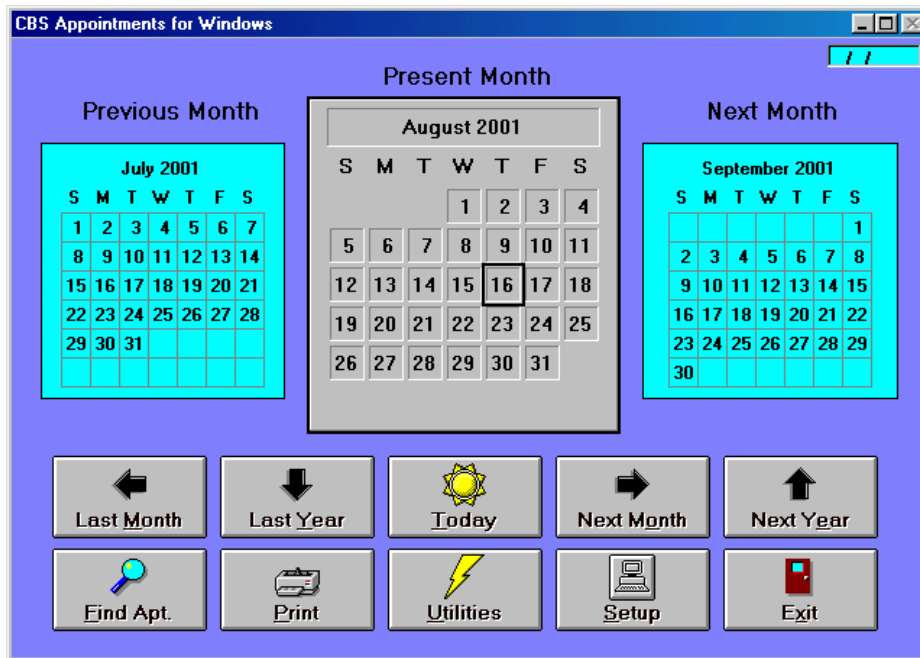 CBS Appointments for Windows
/ /
Present Month
Previous Month
Next Month
July 2001
S M T W T F S
1 2 3 4 5 6 7
8 9 10 11 12 13 14
15 16 17 18 19 20 21
22 23 24 25 26 27 28
29 30 31
August 2001
S M T W T F S
1 2 3 4
5 6 7 8 9 10 11
12 13 14 15 16 17 18
19 20 21 22 23 24 25
26 27 28 29 30 31
September 2001
S M T W T F S
1
2 3 4 5 6 7 8
9 10 11 12 13 14 15
16 17 18 19 20 21 22
23 24 25 26 27 28 29
30
Last Month
Last Year
Today
Next Month
Next Year
Find Apt.
Print
Utilities
Setup
Exit